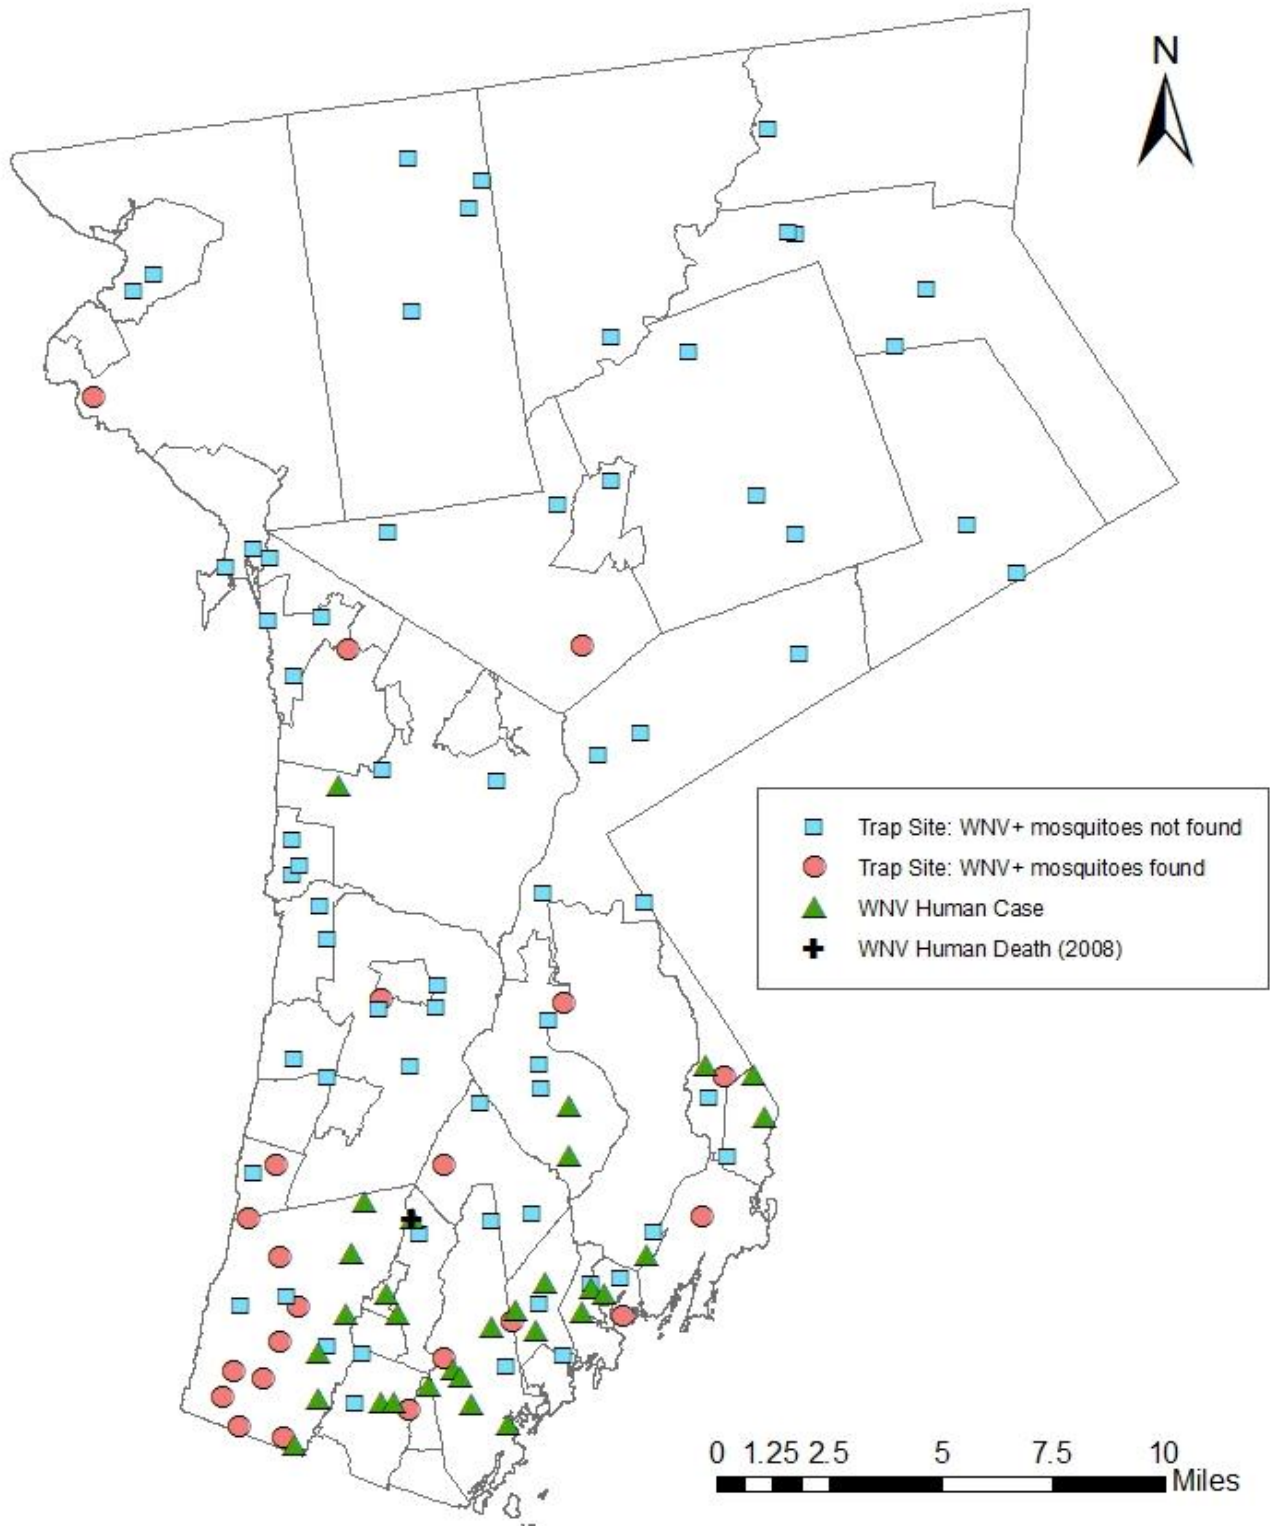 N
Trap Site: WNV+ mosquitoes not found
Trap Site: WNV+ mosquitoes found
WNV Human Case
WNV Human Death (2008)
0 1.25 2.5 5 7.5 10
Miles